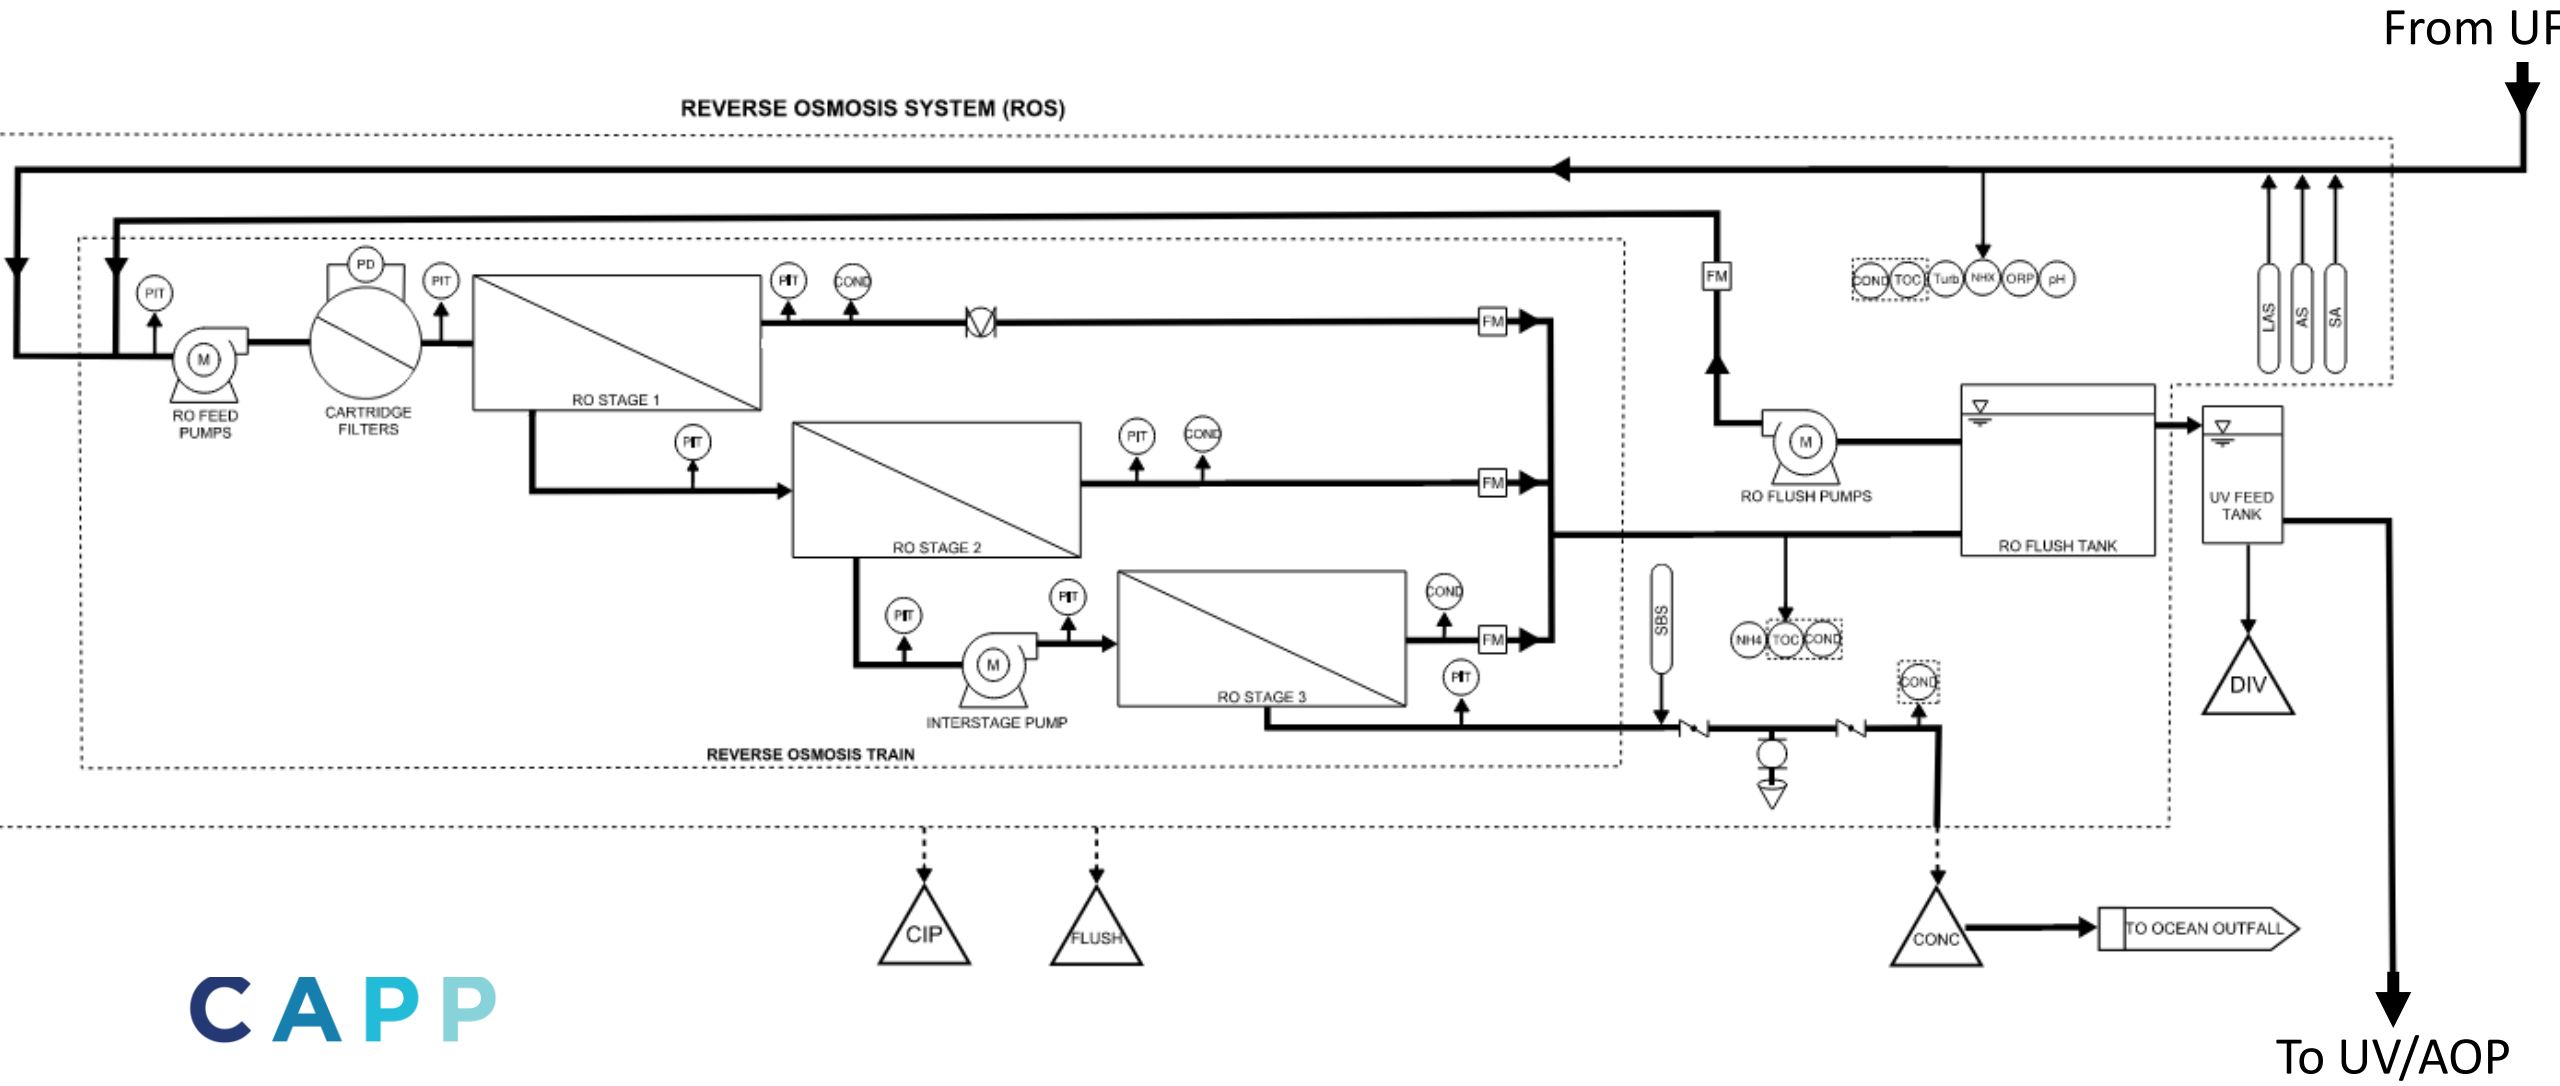 From UF
REVERSE OSMOSIS SYSTEM (ROS)
PD
PIT
PIT
PIT
COND
FM
COND
TOC
Turb
NHX
ORP
pH
LAS
AS
SA
M
RO FEED
PUMPS
CARTRIDGE
FILTERS
RO STAGE 1
FM
PIT
PIT
COND
FM
M
RO FLUSH PUMPS
RO FLUSH TANK
UV FEED
TANK
RO STAGE 2
PIT
PIT
COND
FM
SBS
NH4
TOC
COND
M
INTERSTAGE PUMP
RO STAGE 3
PIT
COND
DIV
REVERSE OSMOSIS TRAIN
CIP
FLUSH
CONC
TO OCEAN OUTFALL
CAPP
To UV/AOP